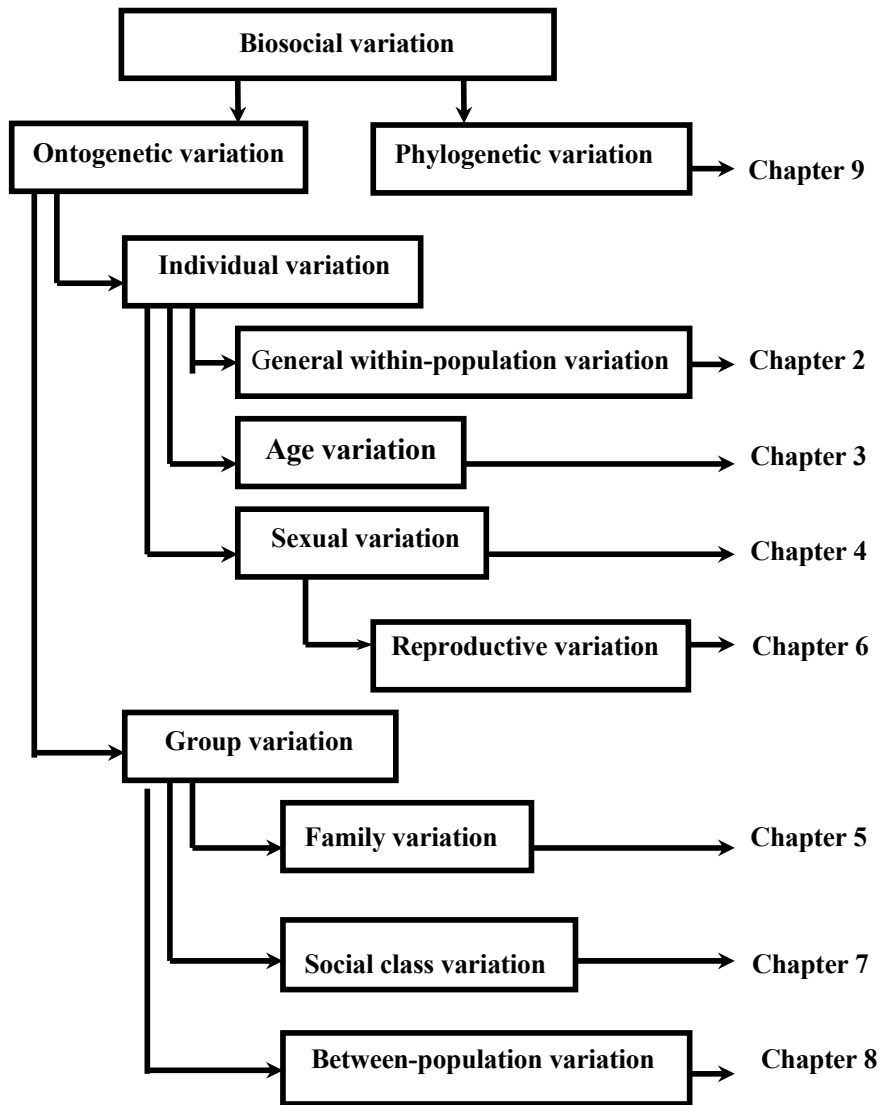 Biosocial variation
Ontogenetic variation
Phylogenetic variation
Chapter 9
Individual variation
General within-population variation
Chapter 2
Age variation
Chapter 3
Sexual variation
Chapter 4
Reproductive variation
Chapter 6
Group variation
Family variation
Chapter 5
Social class variation
Chapter 7
Between-population variation
Chapter 8